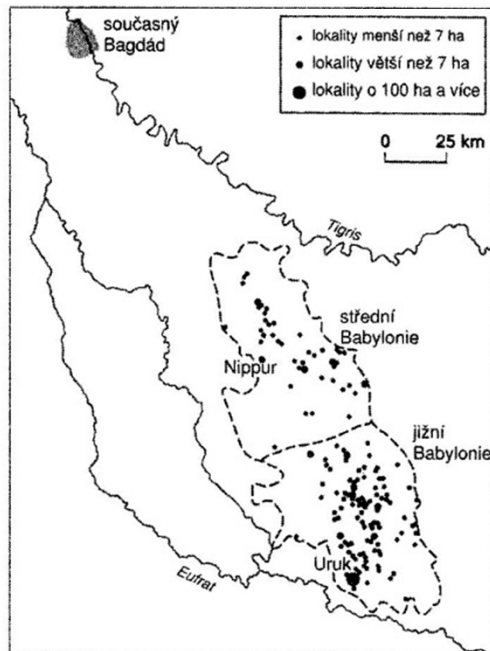 současný
Bagdád
lokality menší než 7 ha
lokality větší než 7 ha
lokality o 100 ha a více
0 25 km
Tigris
střední
Babylonie
Nippur
jižní
Babylonie
Uruk
Eufrat